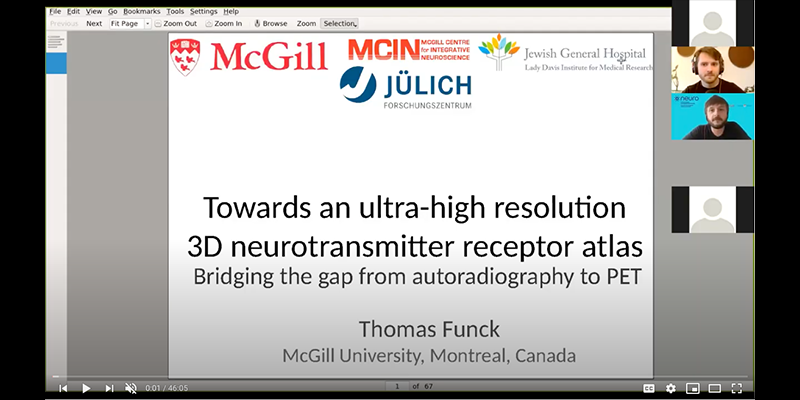 File Edit View Go Bookmarks Tools Settings Help
Previous Next Fit Page Zoom Out Zoom In Browse Zoom Selection
McGill
MCIN MCGILL CENTRE
FOR INTEGRATIVE
NEUROSCIENCE
Jewish General Hospital
Lady Davis Institute for Medical Research
JÜLICH
FORSCHUNGSZENTRUM
neuro
Towards an ultra-high resolution
3D neurotransmitter receptor atlas
Bridging the gap from autoradiography to PET
Thomas Funck
McGill University, Montreal, Canada
0:01 / 46:05
1 of 67